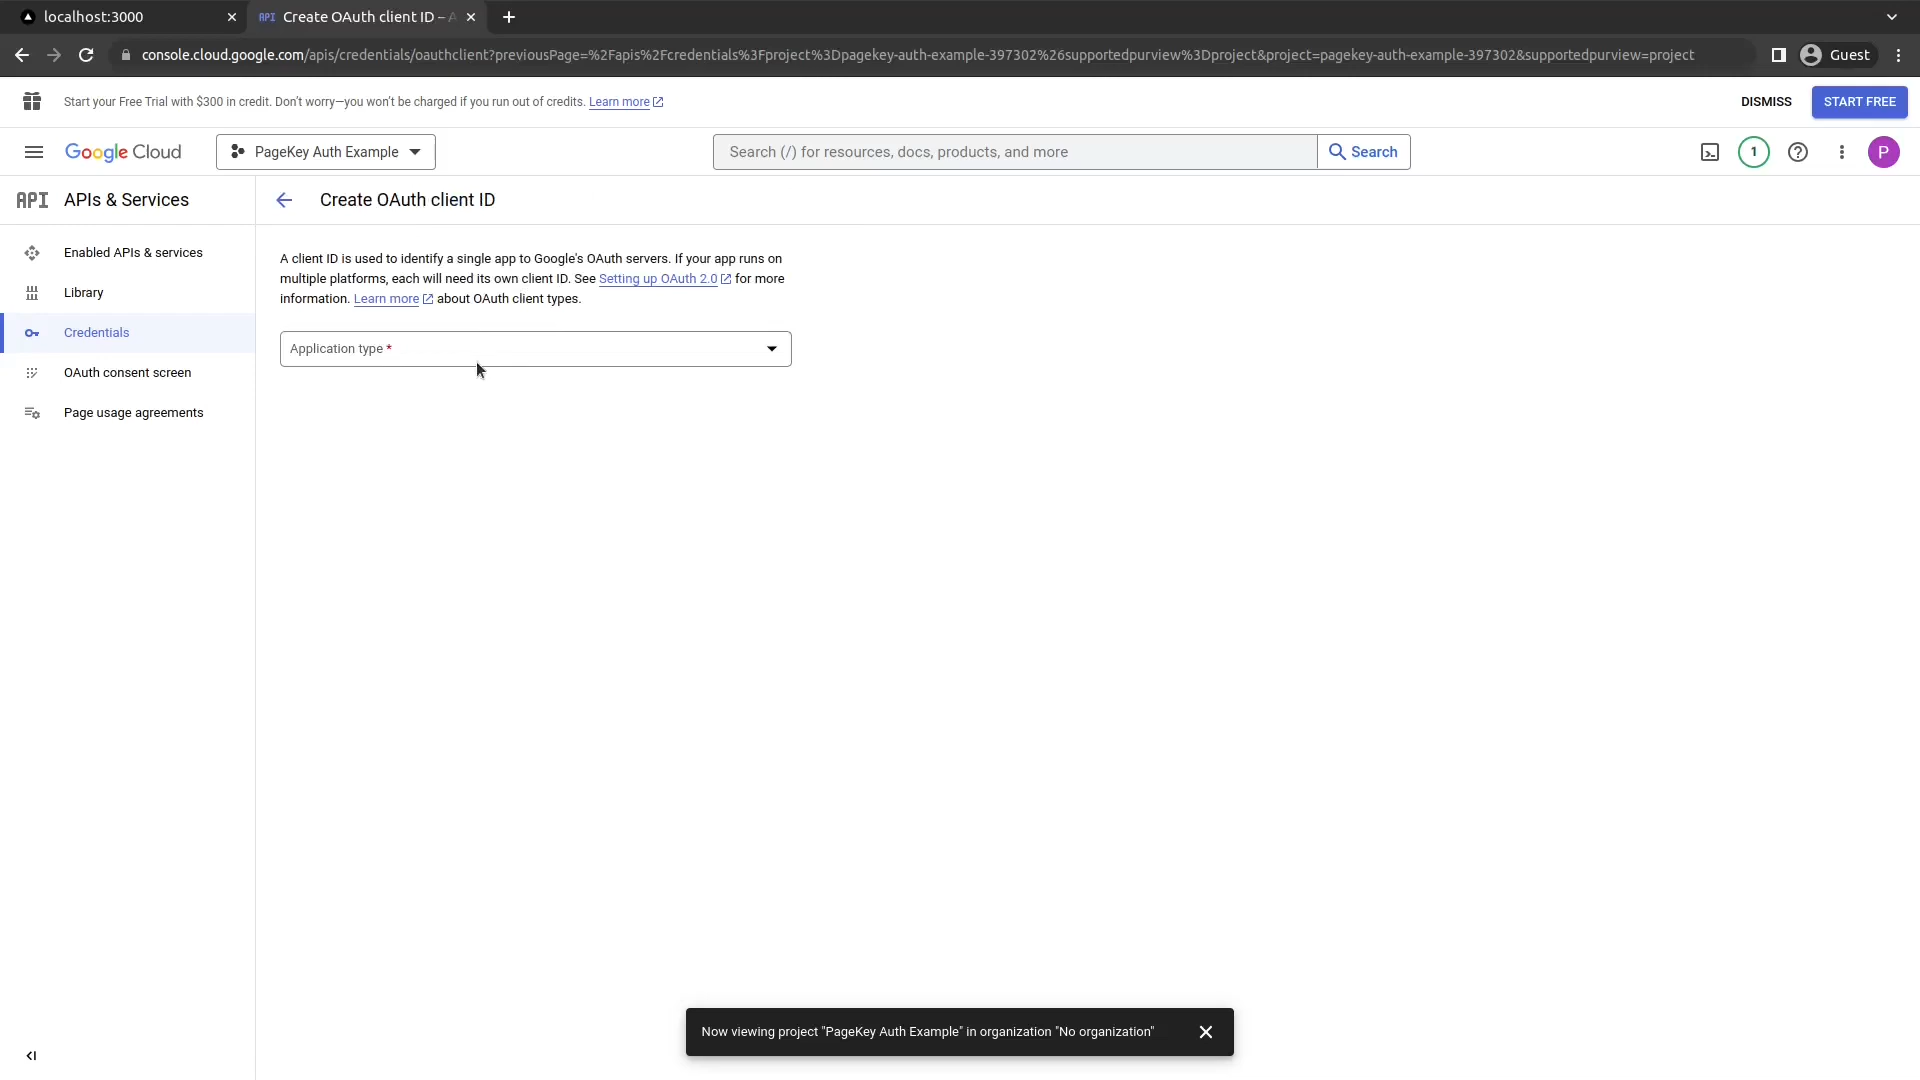 localhost:3000
API Create OAuth client ID – A
console.cloud.google.com/apis/credentials/oauthclient?previousPage=%2Fapis%2Fcredentials%3Fproject%3Dpagekey-auth-example-397302%26supportedpurview%3Dproject&project=pagekey-auth-example-397302&supportedpurview=project
Guest
Start your Free Trial with $300 in credit. Don't worry—you won't be charged if you run out of credits. Learn more
DISMISS
START FREE
Google Cloud
PageKey Auth Example
Search (/) for resources, docs, products, and more
Search
1
P
API APIs & Services
Create OAuth client ID
Enabled APIs & services
Library
Credentials
OAuth consent screen
Page usage agreements
A client ID is used to identify a single app to Google's OAuth servers. If your app runs on
multiple platforms, each will need its own client ID. See Setting up OAuth 2.0 for more
information. Learn more about OAuth client types.
Application type *
Now viewing project "PageKey Auth Example" in organization "No organization"